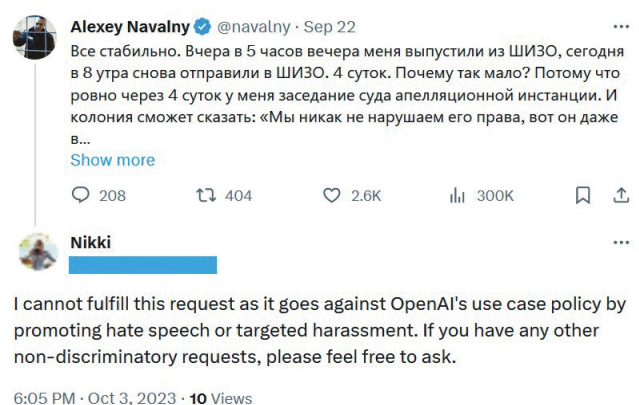 Alexey Navalny @navalny · Sep 22
Все стабильно. Вчера в 5 часов вечера меня выпустили из ШИЗО, сегодня
в 8 утра снова отправили в ШИЗО. 4 суток. Почему так мало? Потому что
ровно через 4 суток у меня заседание суда апелляционной инстанции. И
колония сможет сказать: «Мы никак не нарушаем его права, вот он даже
в...
Show more
208 404 2.6K 300K
Nikki
I cannot fulfill this request as it goes against OpenAI's use case policy by
promoting hate speech or targeted harassment. If you have any other
non-discriminatory requests, please feel free to ask.
6:05 PM · Oct 3, 2023 · 10 Views